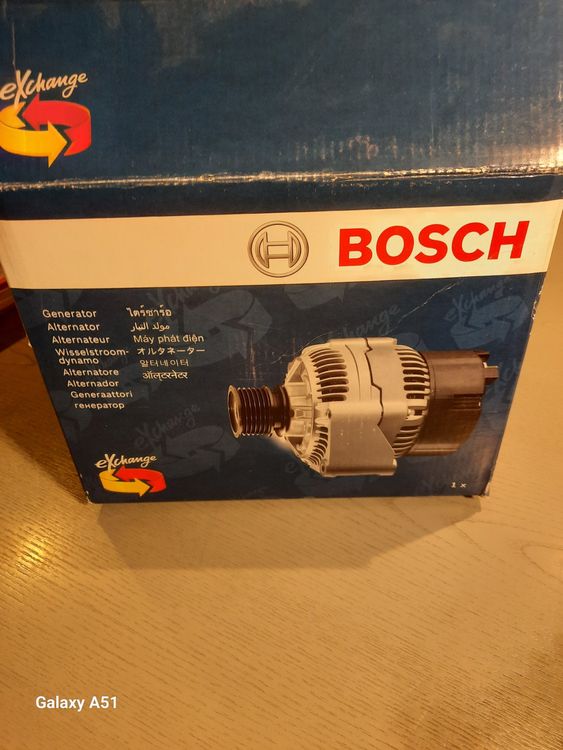 eXchange
BOSCH
Generator
Alternator
Alternateur
Wisselstroom-
dynamo
Alternatore
Alternador
Generaattori
генератор
ไดร์ชาร์จ
مولد التيار
Máy phát điện
オルタネーター
알터네이터
ऑल्टरनेटर
eXchange
eXchange
1 x
Galaxy A51